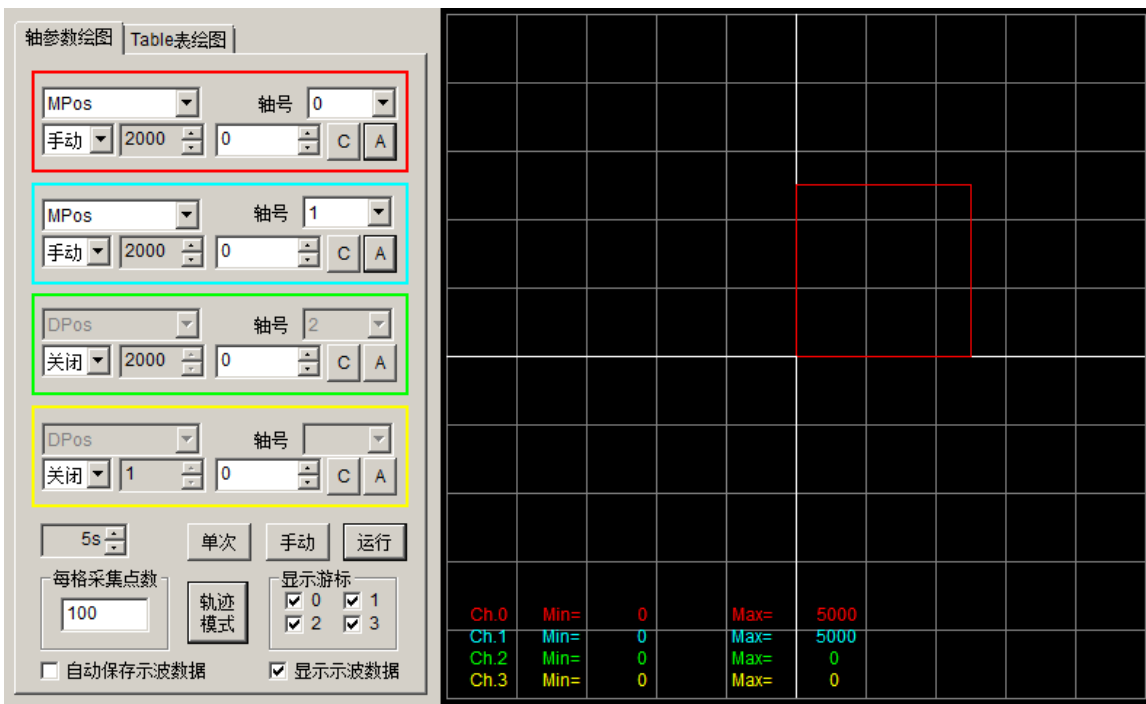 轴参数绘图 Table表绘图
MPos 轴号 0
手动 2000 0 C A
MPos 轴号 1
手动 2000 0 C A
DPos 轴号 2
关闭 2000 0 C A
DPos 轴号
关闭 1 0 C A
5s 单次 手动 运行
每格采集点数 显示游标
100 轨迹模式 0 1
2 3
自动保存示波数据 显示示波数据
Ch.0 Min= 0 Max= 5000
Ch.1 Min= 0 Max= 5000
Ch.2 Min= 0 Max= 0
Ch.3 Min= 0 Max= 0